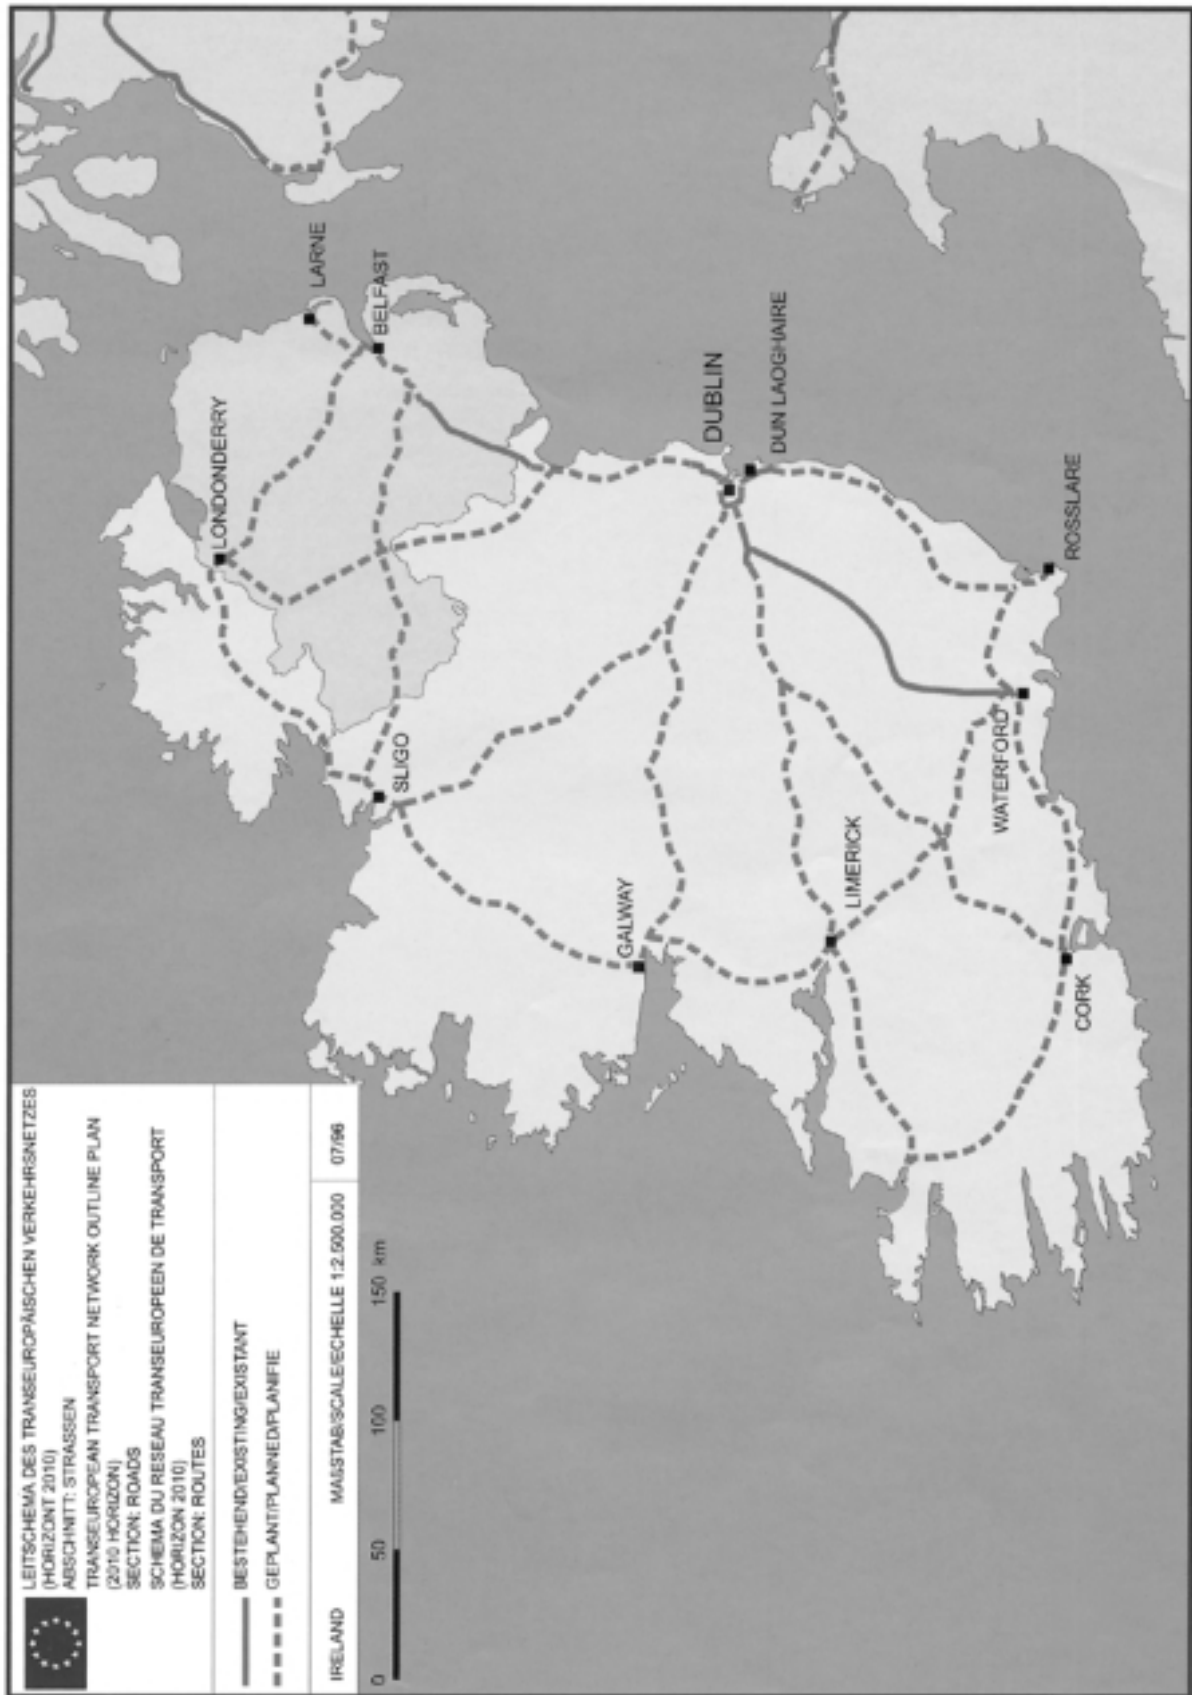 LEITSCHEMA DES TRANSEUROPÄISCHEN VERKEHRSNETZES
(HORIZONT 2010)
ABSCHNITT: STRASSEN
TRANSEUROPEAN TRANSPORT NETWORK OUTLINE PLAN
(2010 HORIZON)
SECTION: ROADS
SCHEMA DU RESEAU TRANSEUROPEEN DE TRANSPORT
(HORIZON 2010)
SECTION: ROUTES
BESTEHEND/EXISTING/EXISTANT
GEPLANT/PLANNED/PLANIFIE
IRELAND MAßSTAB/SCALE/ECHELLE 1:2.500.000 07/96
0 50 100 150 km
LONDONDERRY
LARNE
BELFAST
SLIGO
GALWAY
DUBLIN
DUN LAOGHAIRE
LIMERICK
WATERFORD
ROSSLARE
CORK